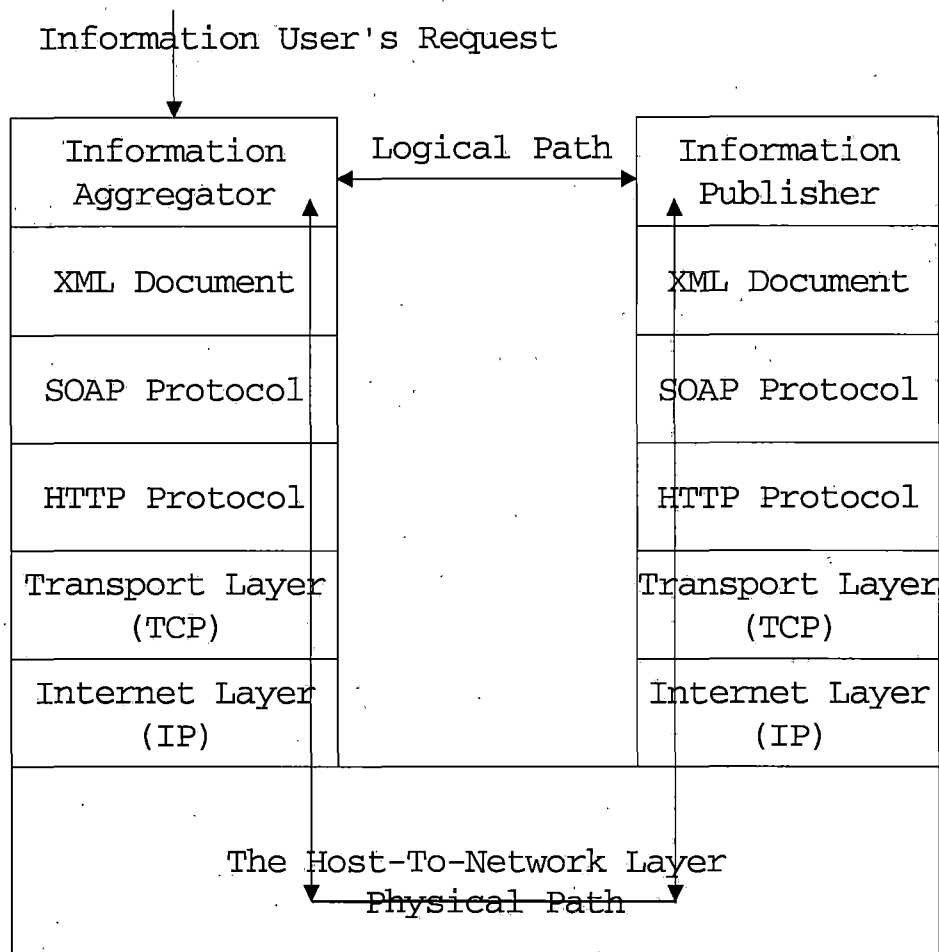 Information User's Request
Information
Aggregator
Logical Path
Information
Publisher
XML Document
XML Document
SOAP Protocol
SOAP Protocol
HTTP Protocol
HTTP Protocol
Transport Layer
(TCP)
Transport Layer
(TCP)
Internet Layer
(IP)
Internet Layer
(IP)
The Host-To-Network Layer
Physical Path